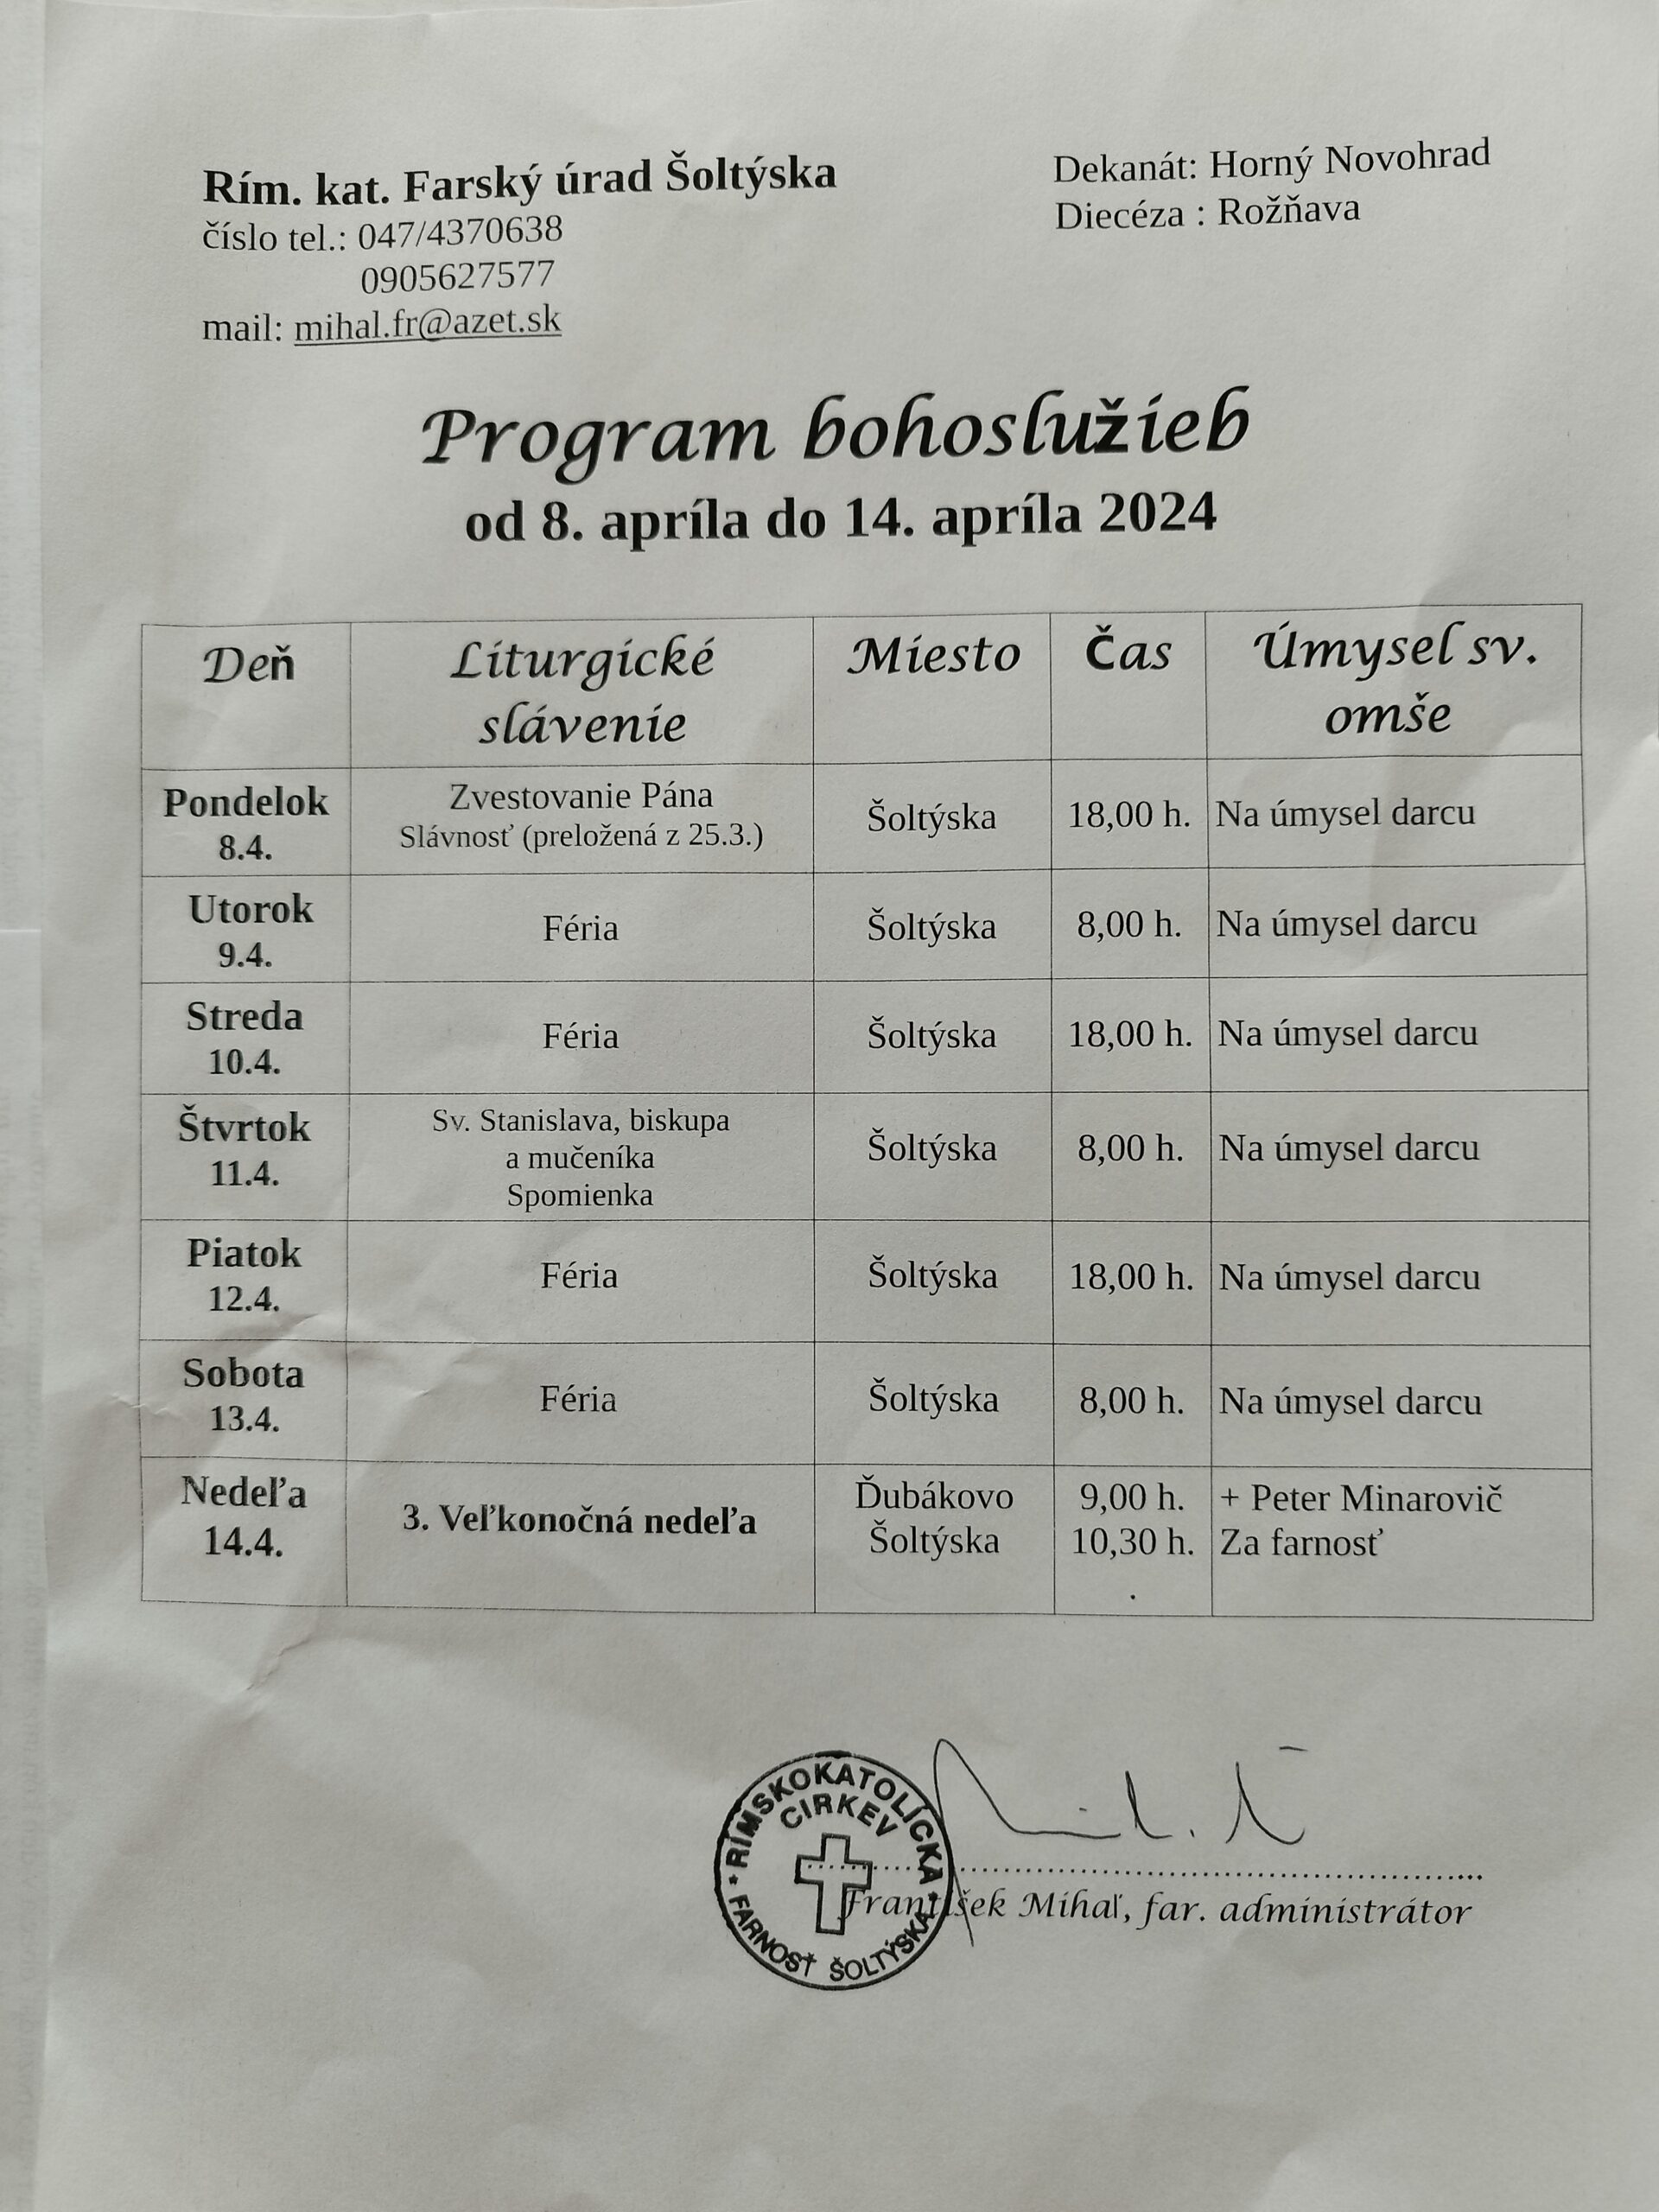 Rím. kat. Farský úrad Šoltýska
číslo tel.: 047/4370638
0905627577
mail: mihal.fr@azet.sk
Dekanát: Horný Novohrad
Diecéza : Rožňava
Program bohoslužieb
od 8. apríla do 14. apríla 2024
Deň Liturgické slávenie Miesto Čas Úmysel sv. omše
Pondelok 8.4. Zvestovanie Pána Slávnosť (preložená z 25.3.) Šoltýska 18,00 h. Na úmysel darcu
Utorok 9.4. Féria Šoltýska 8,00 h. Na úmysel darcu
Streda 10.4. Féria Šoltýska 18,00 h. Na úmysel darcu
Štvrtok 11.4. Sv. Stanislava, biskupa a mučeníka Spomienka Šoltýska 8,00 h. Na úmysel darcu
Piatok 12.4. Féria Šoltýska 18,00 h. Na úmysel darcu
Sobota 13.4. Féria Šoltýska 8,00 h. Na úmysel darcu
Nedeľa 14.4. 3. Veľkonočná nedeľa Ďubákovo 9,00 h. + Peter Minarovič
Šoltýska 10,30 h. Za farnosť
.
RÍMSKOKATOLÍCKA
CIRKEV
FARNOSŤ ŠOLTÝSKA
František Mihaľ, far. administrátor